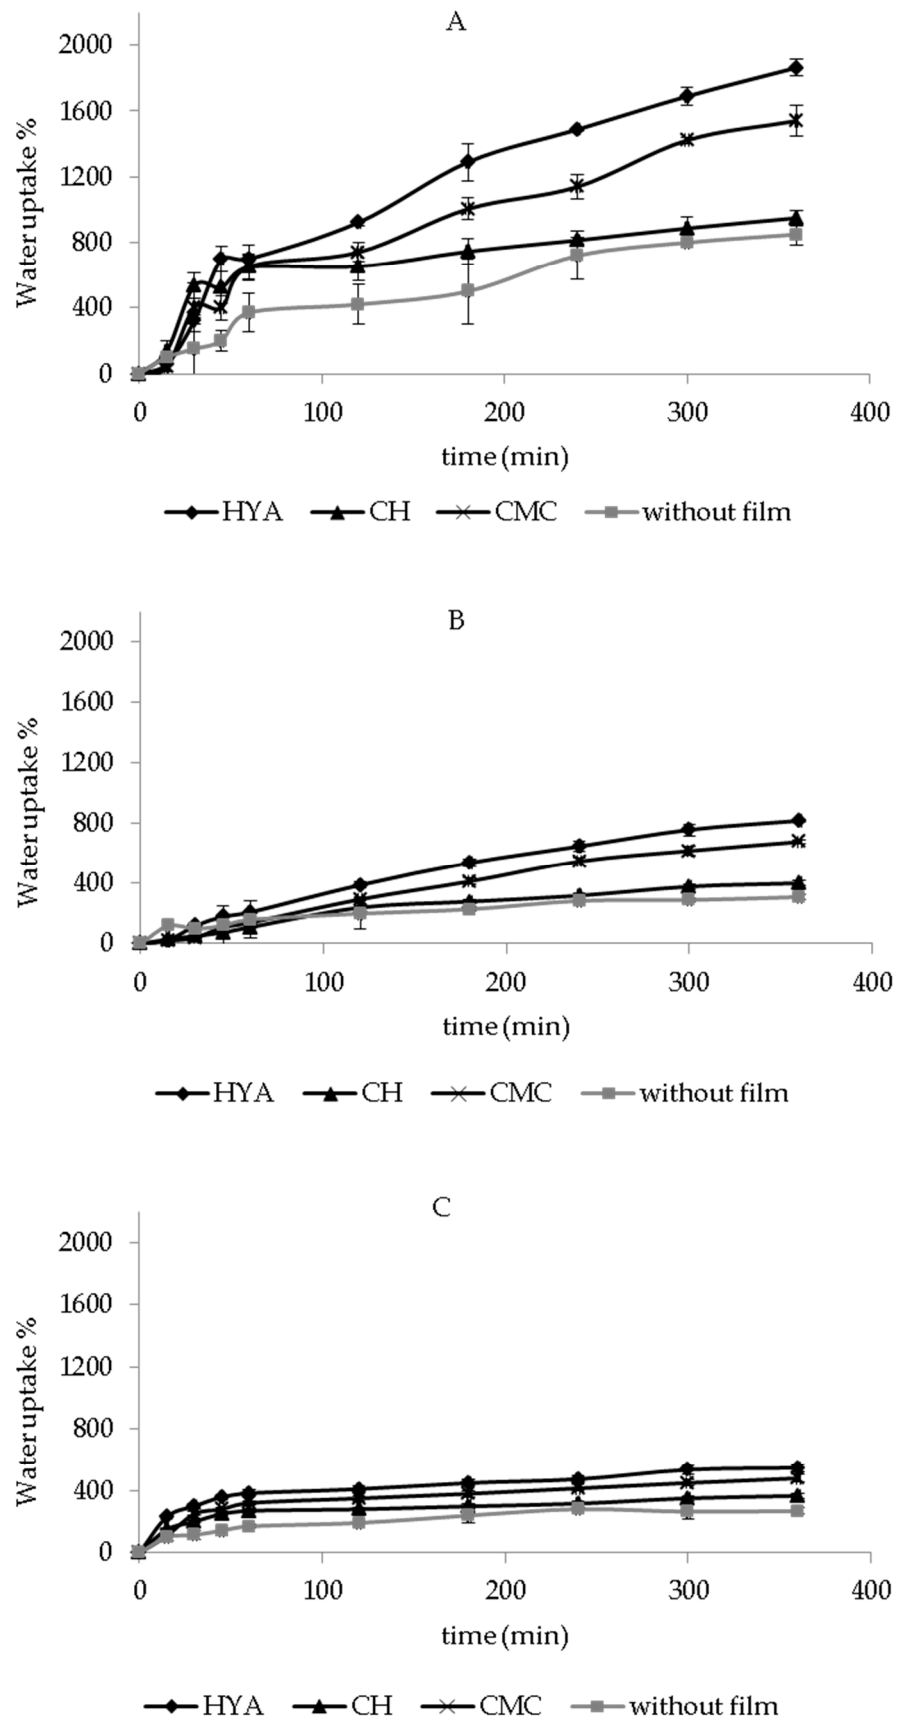 A
2000
1600
1200
800
400
0
Water uptake %
0 100 200 300 400
time (min)
HYA CH CMC without film
B
2000
1600
1200
800
400
0
Water uptake %
0 100 200 300 400
time (min)
HYA CH CMC without film
C
2000
1600
1200
800
400
0
Water uptake %
0 100 200 300 400
time (min)
HYA CH CMC without film